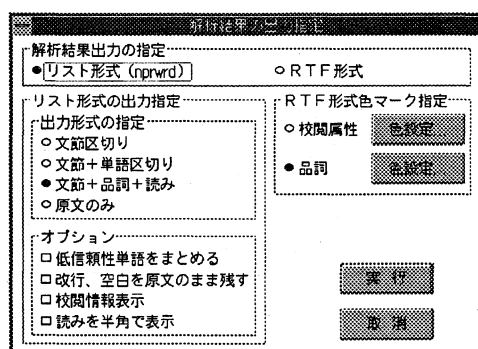 解析結果の出力指定
解析結果出力の指定
●リスト形式（nprwrd）
○RTF形式
リスト形式の出力指定
出力形式の指定
○文節区切り
○文節＋単語区切り
●文節＋品詞＋読み
○原文のみ
オプション
□低信頼性単語をまとめる
□改行、空白を原文のまま残す
□校閲情報表示
□読みを半角で表示
RTF形式色マーク指定
○校閲属性 色設定
●品詞 色設定
実 行
取 消